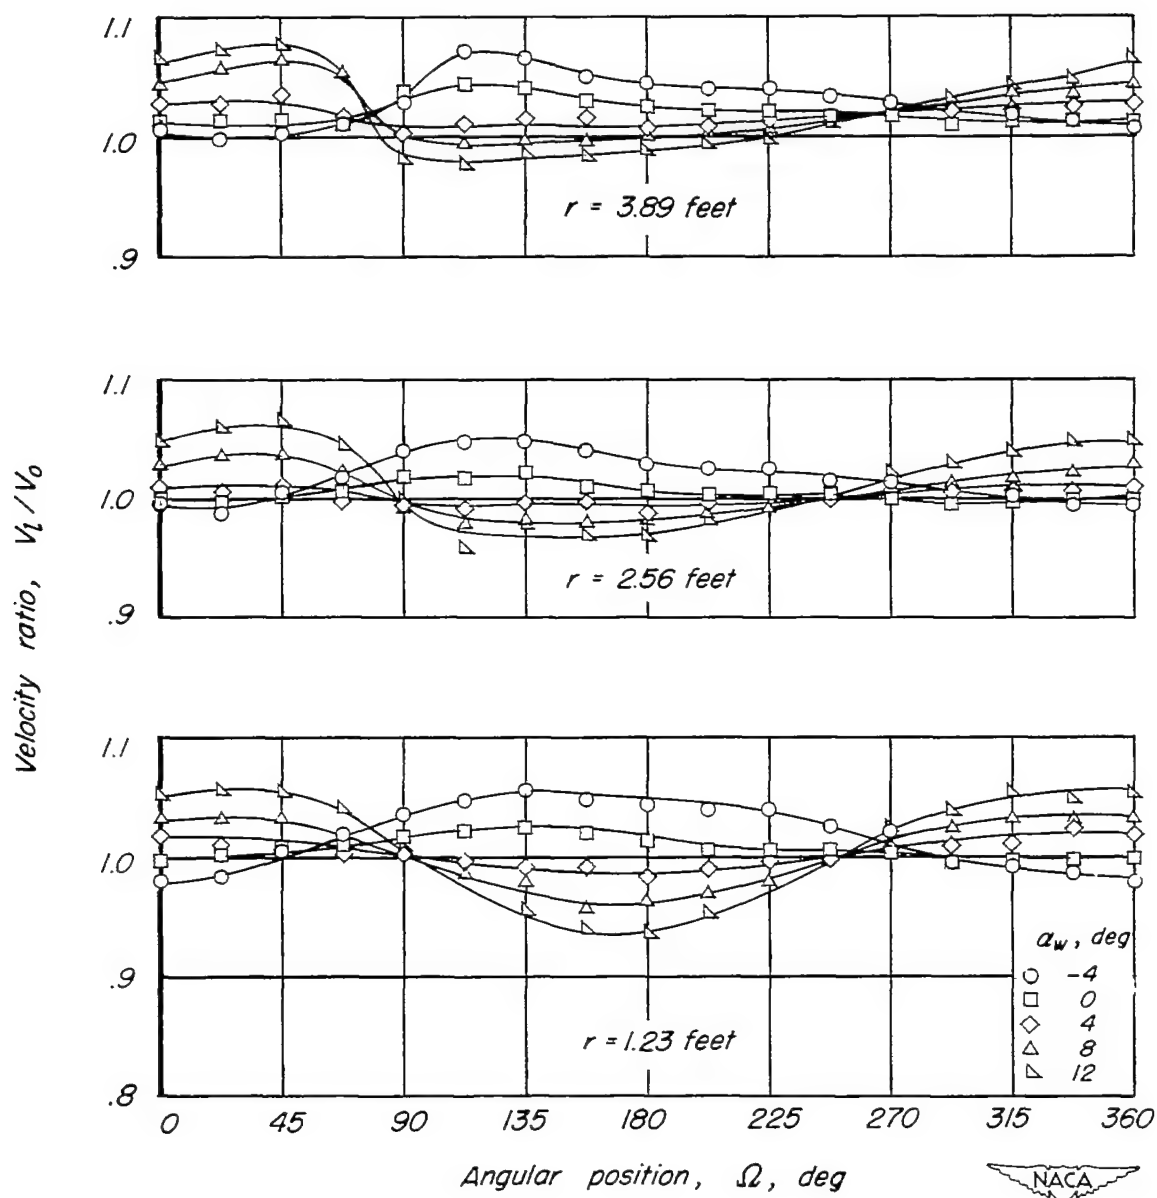 1.1
1.0
.9
r = 3.89 feet
1.1
1.0
.9
r = 2.56 feet
Velocity ratio, Vl/Vo
1.1
1.0
.9
.8
r = 1.23 feet
αw, deg
-4
0
4
8
12
0 45 90 135 180 225 270 315 360
Angular position, Ω, deg
NACA